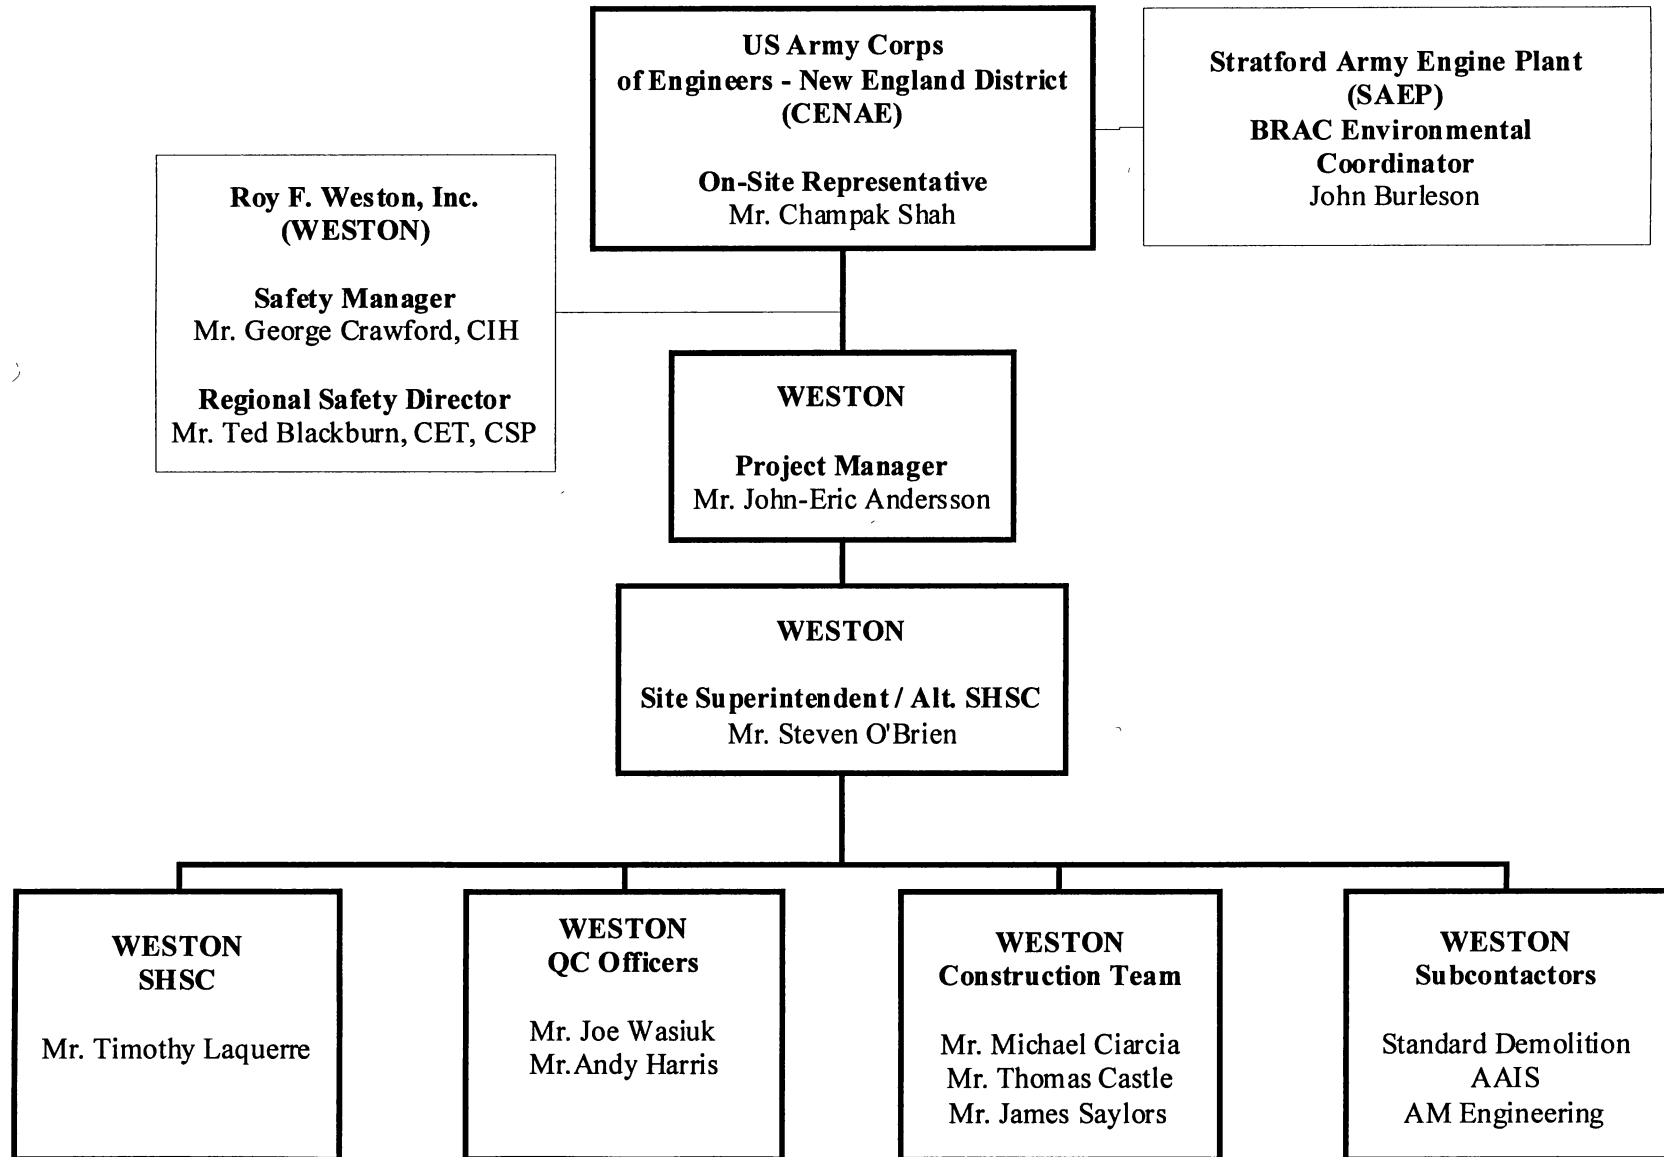 US Army Corps
of Engineers - New England District
(CENAE)
On-Site Representative
Mr. Champak Shah
Stratford Army Engine Plant
(SAEP)
BRAC Environmental
Coordinator
John Burleson
Roy F. Weston, Inc.
(WESTON)
Safety Manager
Mr. George Crawford, CIH
Regional Safety Director
Mr. Ted Blackburn, CET, CSP
WESTON
Project Manager
Mr. John-Eric Andersson
WESTON
Site Superintendent / Alt. SHSC
Mr. Steven O'Brien
WESTON
SHSC
Mr. Timothy Laquerre
WESTON
QC Officers
Mr. Joe Wasiuk
Mr.Andy Harris
WESTON
Construction Team
Mr. Michael Ciarcia
Mr. Thomas Castle
Mr. James Saylors
WESTON
Subcontactors
Standard Demolition
AAIS
AM Engineering